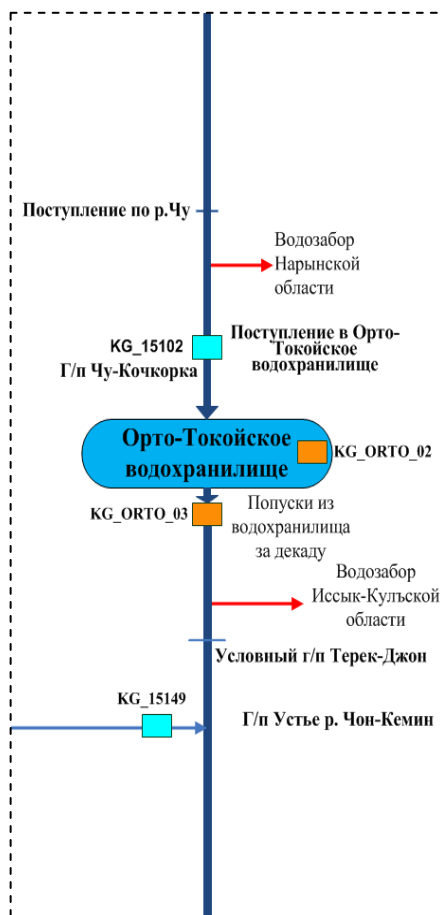 Поступление по р.Чу
Водозабор
Нарынской
области
KG_15102
Г/п Чу-Кочкорка
Поступление в Орто-
Токойское
водохранилище
Орто-Токойское
водохранилище
KG_ORTO_02
KG_ORTO_03
Попуски из
водохранилища
за декаду
Водозабор
Иссык-Кулъской
области
Условный г/п Терек-Джон
KG_15149
Г/п Устье р. Чон-Кемин